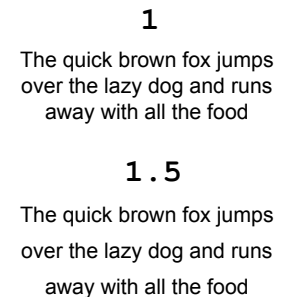 1
The quick brown fox jumps
over the lazy dog and runs
away with all the food
1.5
The quick brown fox jumps
over the lazy dog and runs
away with all the food